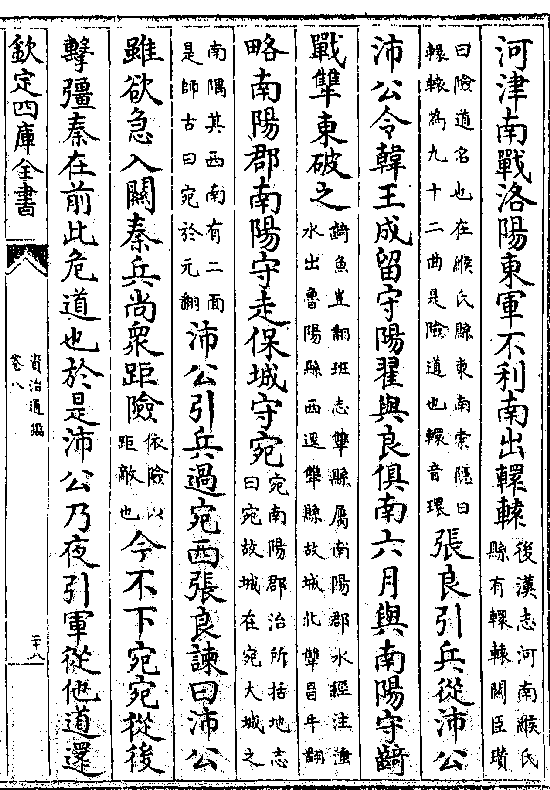 河津南戰洛陽東軍不利南出轘轅後漢志河南緱氏縣有轘轅關臣瓚
曰險道名也在緱氏縣東南索隱曰轘轅為九十二曲是險道也轘音環張良引兵從沛公
沛公令韓王成留守陽翟與良俱南六月與南陽守齮
戰犨東破之齮魚豈翻班志犨縣屬南陽郡水經注滍水出魯陽縣西逕犨縣故城北犨昌牛翻
略南陽郡南陽守走保城守宛宛南陽郡治所括地志曰宛故城在宛大城之
南隅其西南有二面是師古曰宛於元翻沛公引兵過宛西張良諫曰沛公
雖欲急入關秦兵尚衆距險依險以距敵也今不下宛宛從後
擊彊秦在前此危道也於是沛公乃夜引軍從他道還
欽定四庫全書
資治通鑑
卷八
二十八